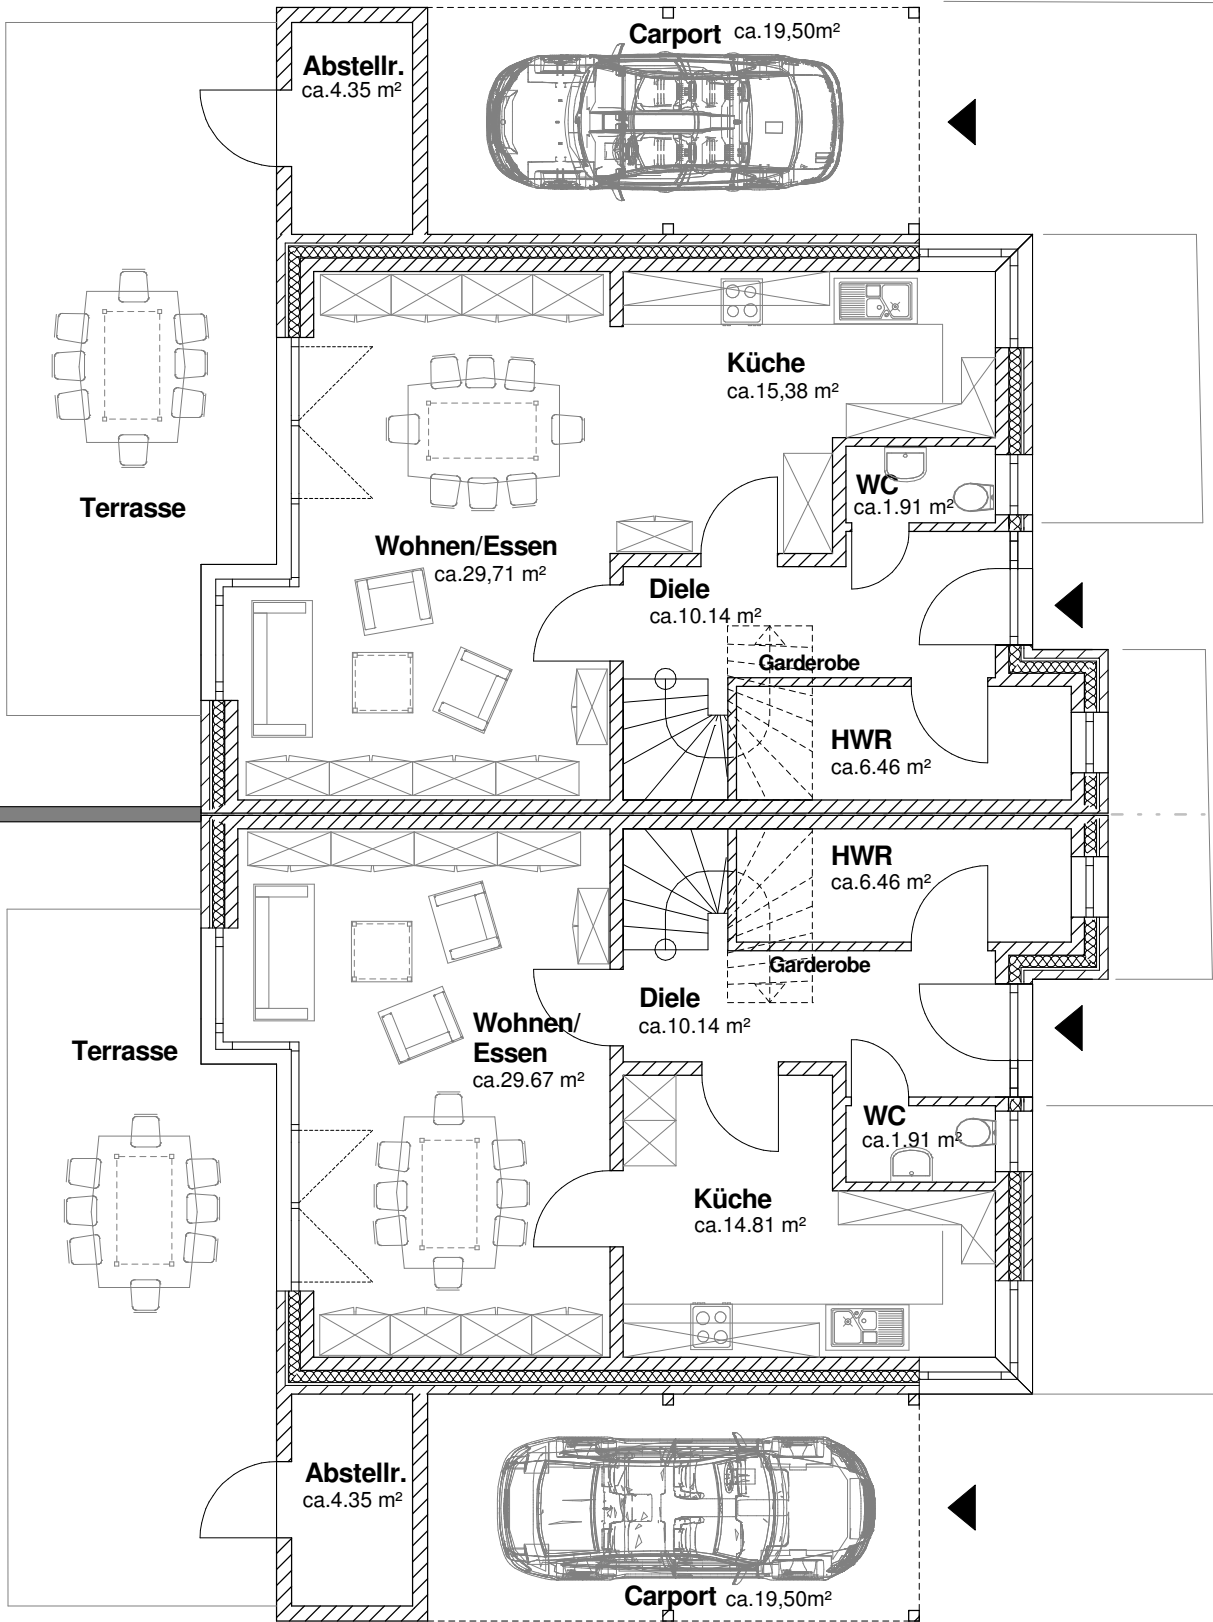 Carport ca.19,50m²
Abstellr.
ca.4.35 m²
Küche
ca.15,38 m²
WC
ca.1.91 m²
Terrasse
Wohnen/Essen
ca.29,71 m²
Diele
ca.10.14 m²
Garderobe
HWR
ca.6.46 m²
HWR
ca.6.46 m²
Garderobe
Diele
ca.10.14 m²
Wohnen/
Essen
ca.29.67 m²
Terrasse
WC
ca.1.91 m²
Küche
ca.14.81 m²
Abstellr.
ca.4.35 m²
Carport ca.19,50m²